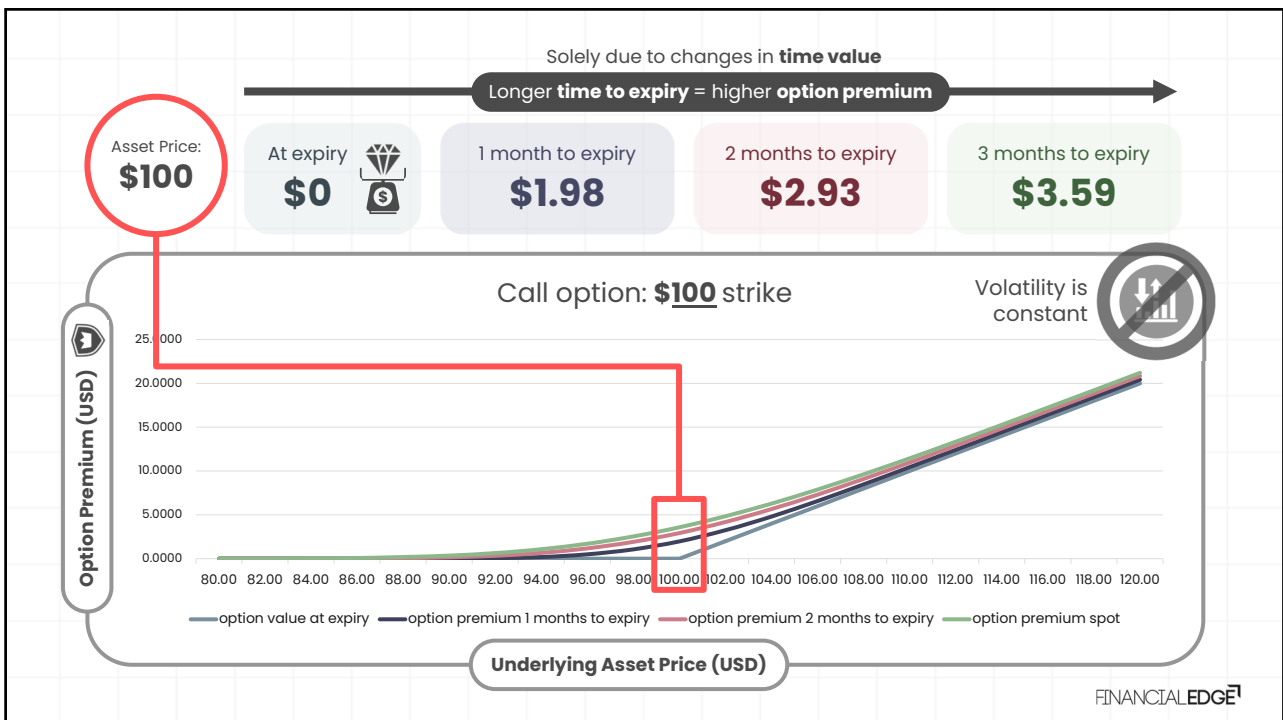 Solely due to changes in time value
Longer time to expiry = higher option premium
Asset Price:
$100
At expiry
$0
$
1 month to expiry
$1.98
2 months to expiry
$2.93
3 months to expiry
$3.59
Call option: $100 strike
Volatility is
constant
Option Premium (USD)
25.0000
20.0000
15.0000
10.0000
5.0000
0.0000
80.00 82.00 84.00 86.00 88.00 90.00 92.00 94.00 96.00 98.00 100.00 102.00 104.00 106.00 108.00 110.00 112.00 114.00 116.00 118.00 120.00
option value at expiry option premium 1 months to expiry option premium 2 months to expiry option premium spot
Underlying Asset Price (USD)
FINANCIALEDGE